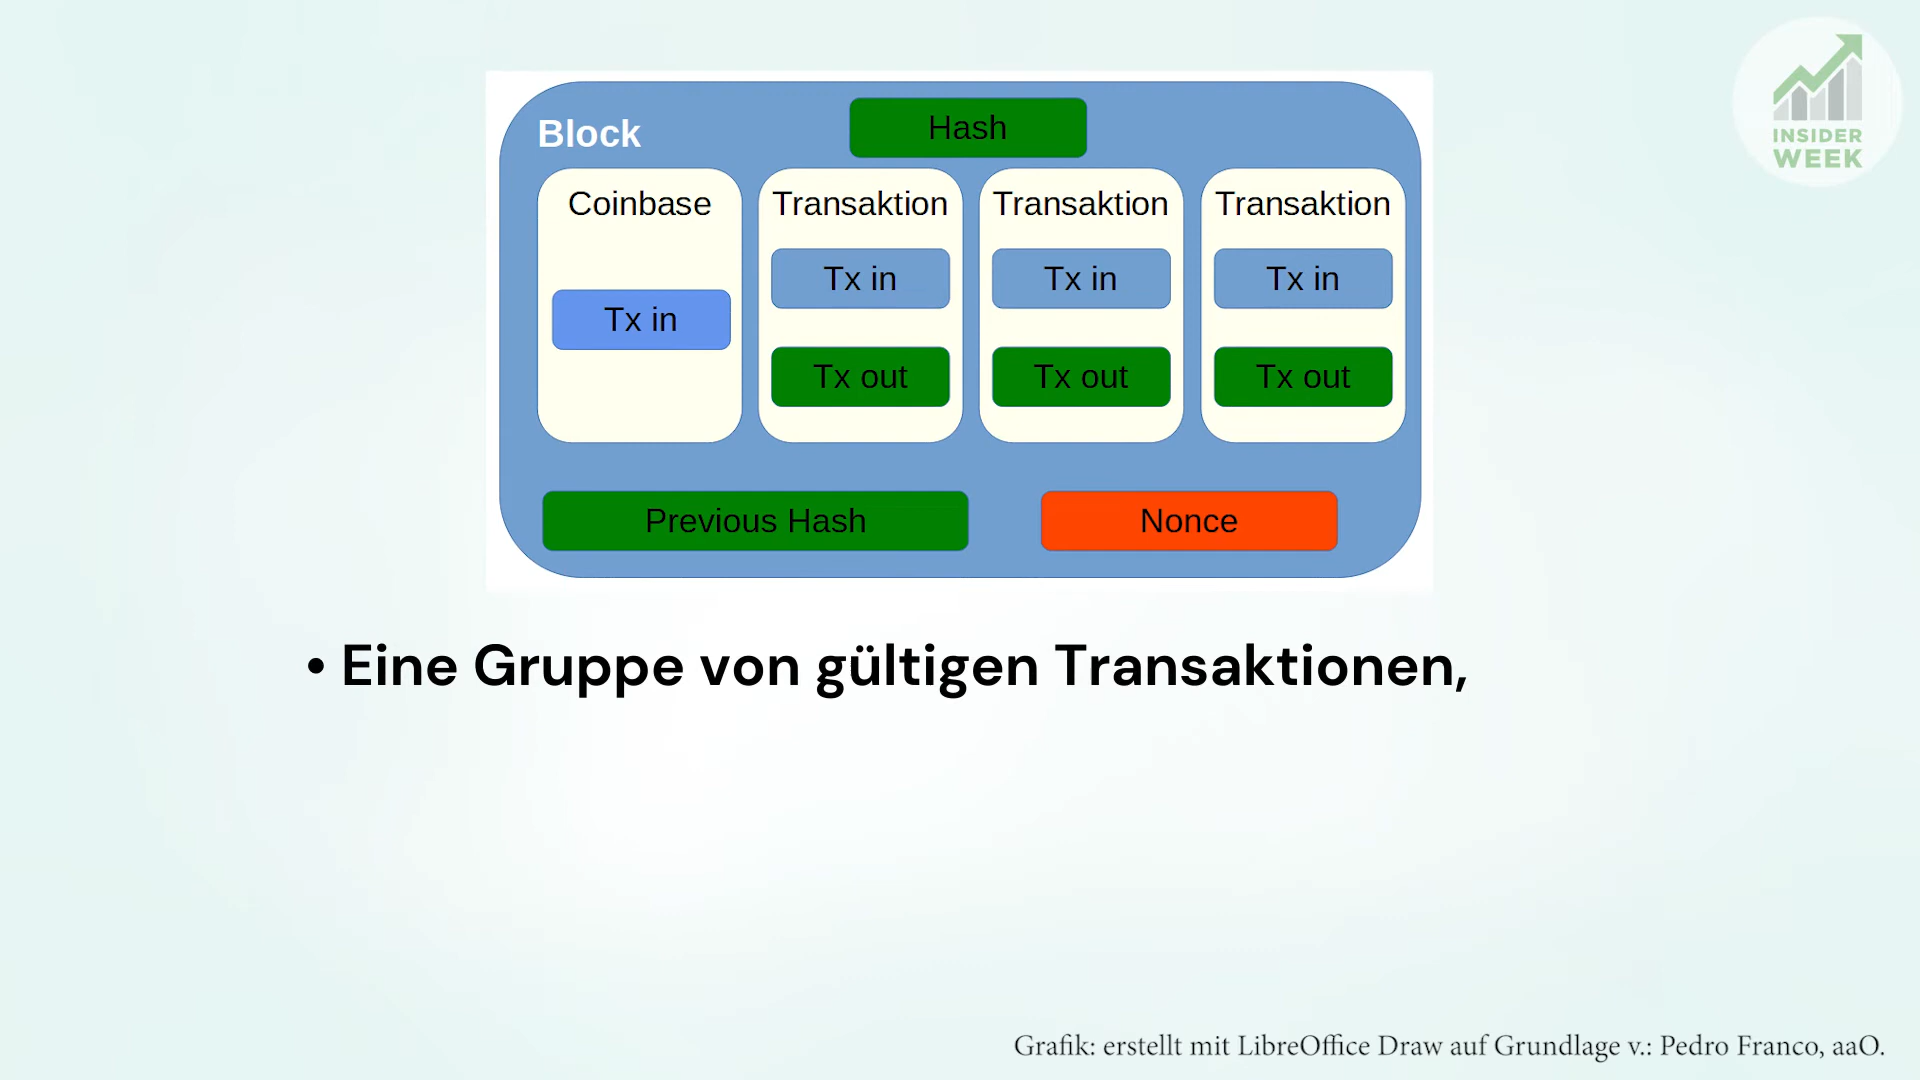 Block
Hash
Coinbase
Transaktion
Transaktion
Transaktion
Tx in
Tx in
Tx in
Tx in
Tx out
Tx out
Tx out
Previous Hash
Nonce
INSIDER
WEEK
• Eine Gruppe von gültigen Transaktionen,
Grafik: erstellt mit LibreOffice Draw auf Grundlage v.: Pedro Franco, aaO.